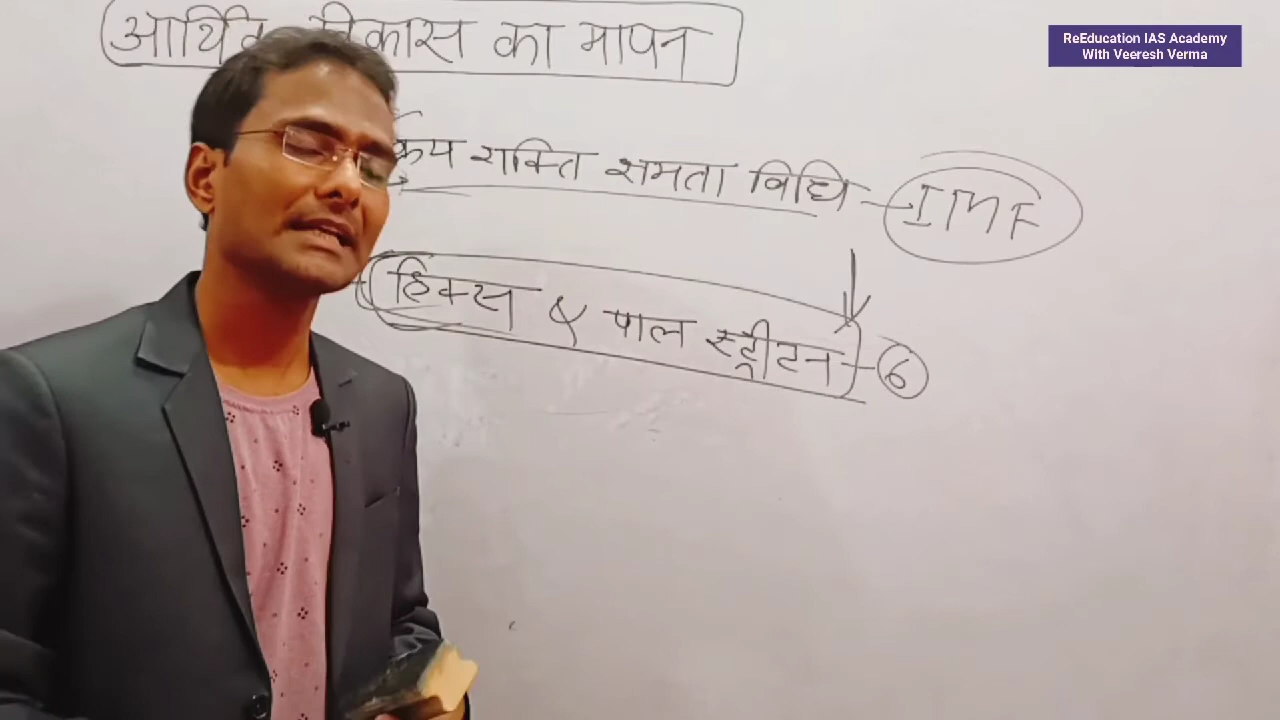 ReEducation IAS Academy
With Veeresh Verma
आर्थिक विकास का मापन
क्रय शक्ति समता विधि - IMF
हिक्स & पाल स्ट्रीटन - 6